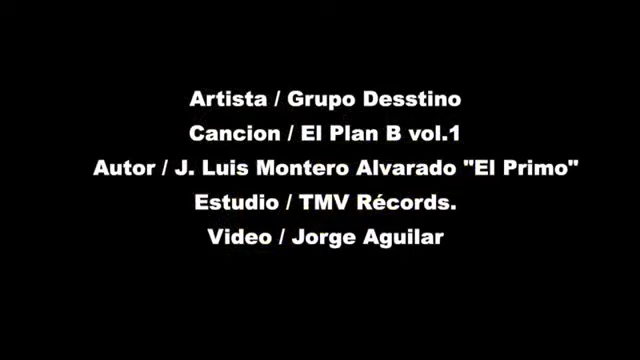 Artista / Grupo Desstino
Cancion / El Plan B vol.1
Autor / J. Luis Montero Alvarado "El Primo"
Estudio / TMV Récords.
Video / Jorge Aguilar